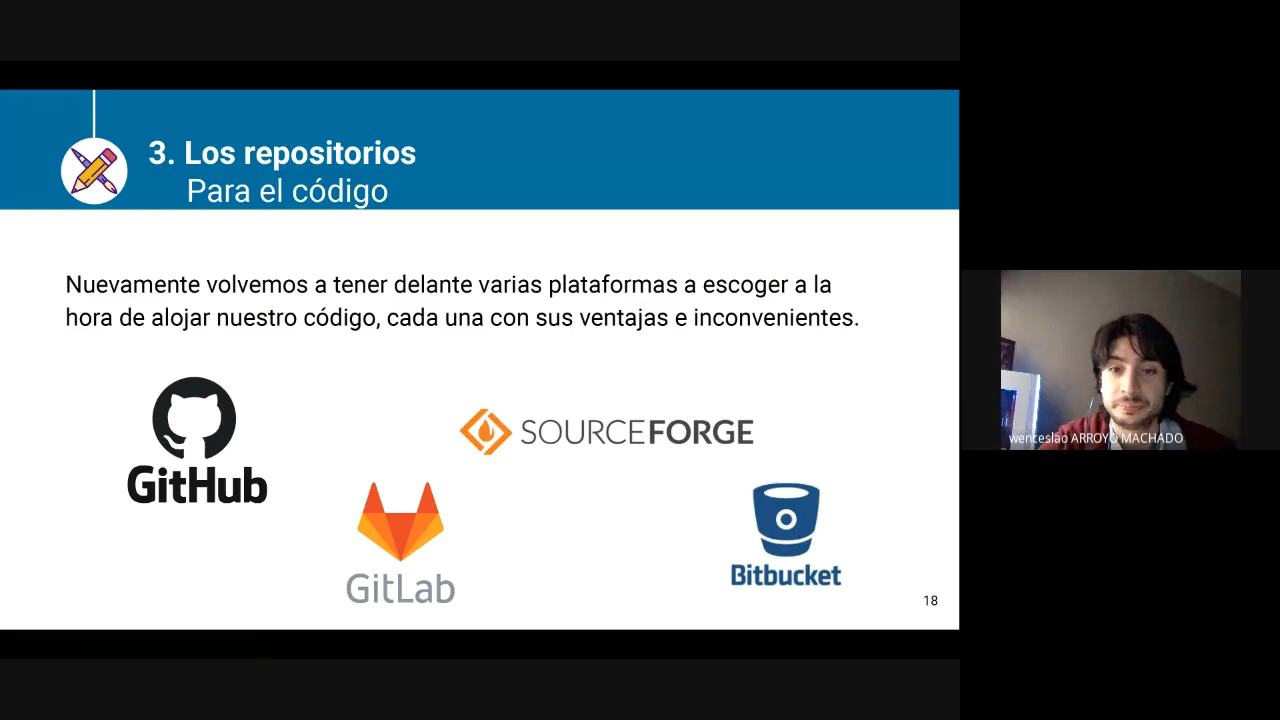 3. Los repositorios
Para el código
Nuevamente volvemos a tener delante varias plataformas a escoger a la
hora de alojar nuestro código, cada una con sus ventajas e inconvenientes.
GitHub
SOURCEFORGE
GitLab
Bitbucket
18
wenceslao ARROYO MACHADO